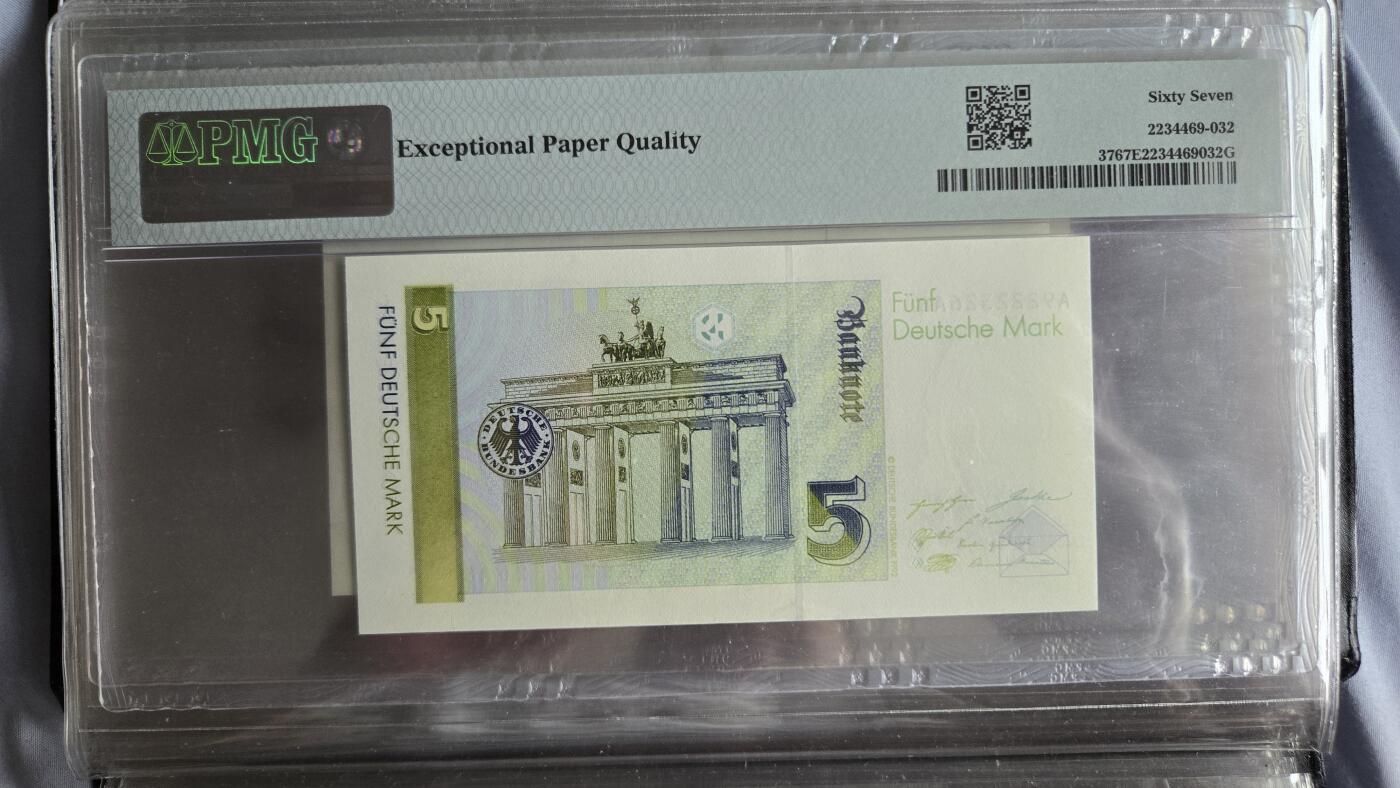 PMG
Exceptional Paper Quality
Sixty Seven
2234469-032
3767E2234469032G
5
FÜNF DEUTSCHE MARK
DEUTSCHE BUNDESBANK
Banknote
5
Fünf
Deutsche Mark